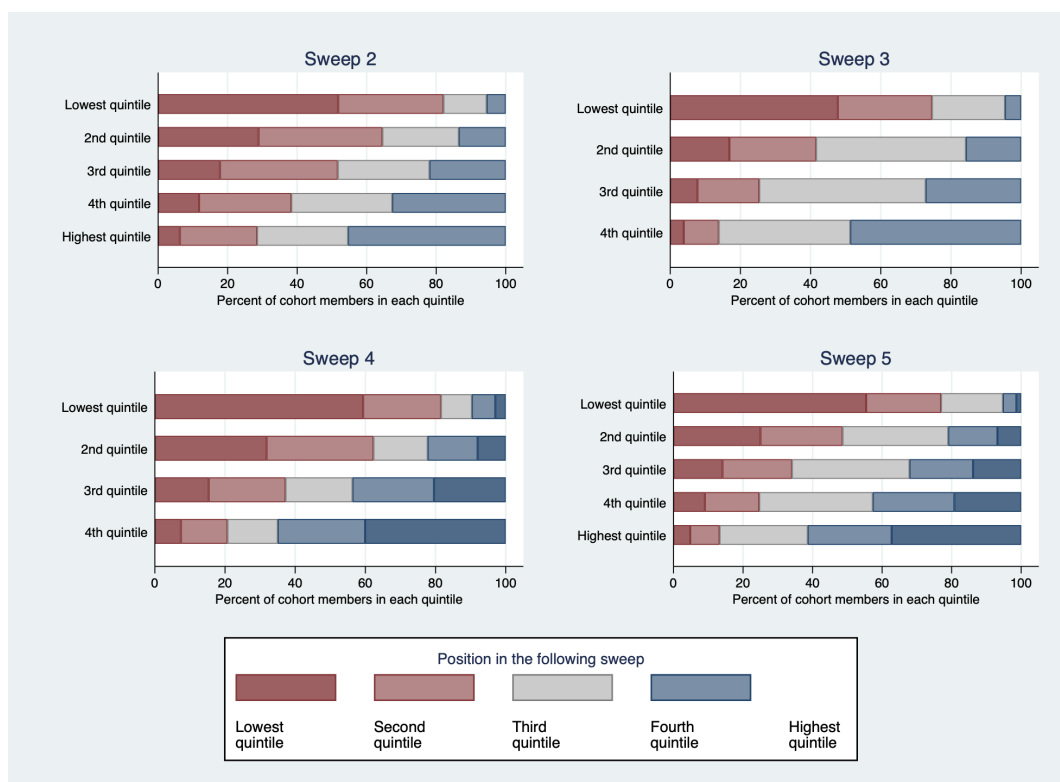 Sweep 2
Lowest quintile
2nd quintile
3rd quintile
4th quintile
Highest quintile
0 20 40 60 80 100
Percent of cohort members in each quintile
Sweep 3
Lowest quintile
2nd quintile
3rd quintile
4th quintile
0 20 40 60 80 100
Percent of cohort members in each quintile
Sweep 4
Lowest quintile
2nd quintile
3rd quintile
4th quintile
0 20 40 60 80 100
Percent of cohort members in each quintile
Sweep 5
Lowest quintile
2nd quintile
3rd quintile
4th quintile
Highest quintile
0 20 40 60 80 100
Percent of cohort members in each quintile
Position in the following sweep
Lowest
quintile
Second
quintile
Third
quintile
Fourth
quintile
Highest
quintile